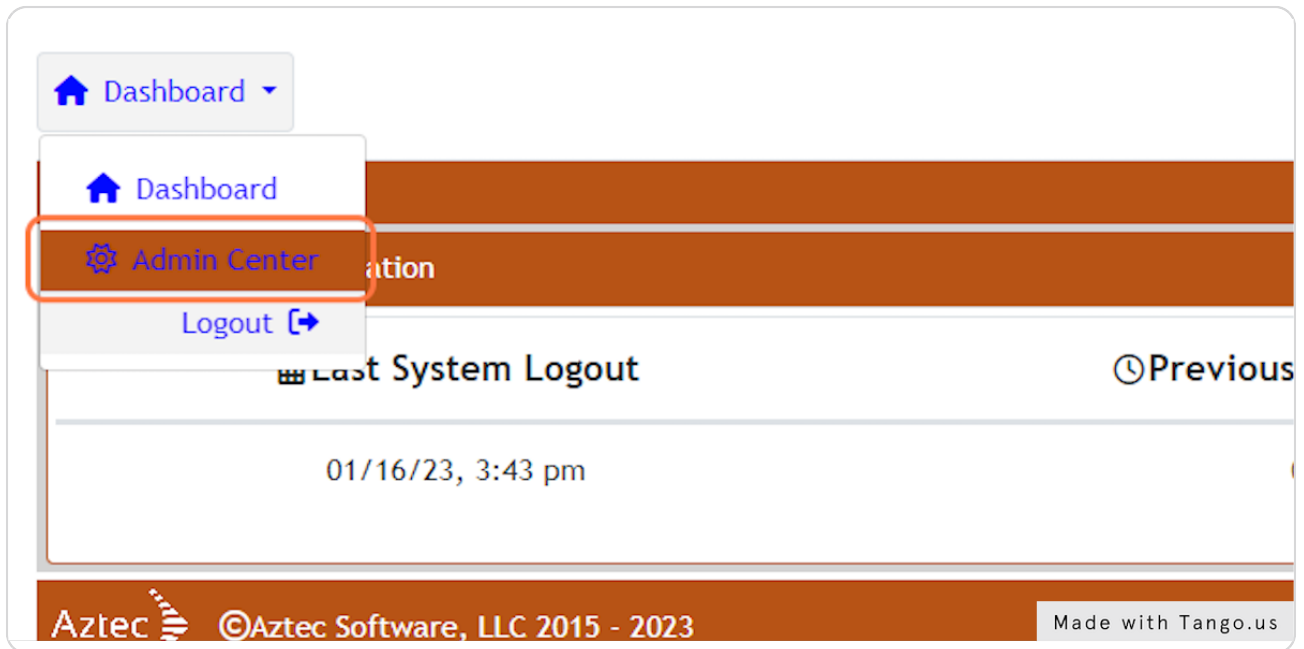 Dashboard
Dashboard
Admin Center
ation
Logout
Last System Logout
Previous
01/16/23, 3:43 pm
Aztec
©Aztec Software, LLC 2015 - 2023
Made with Tango.us